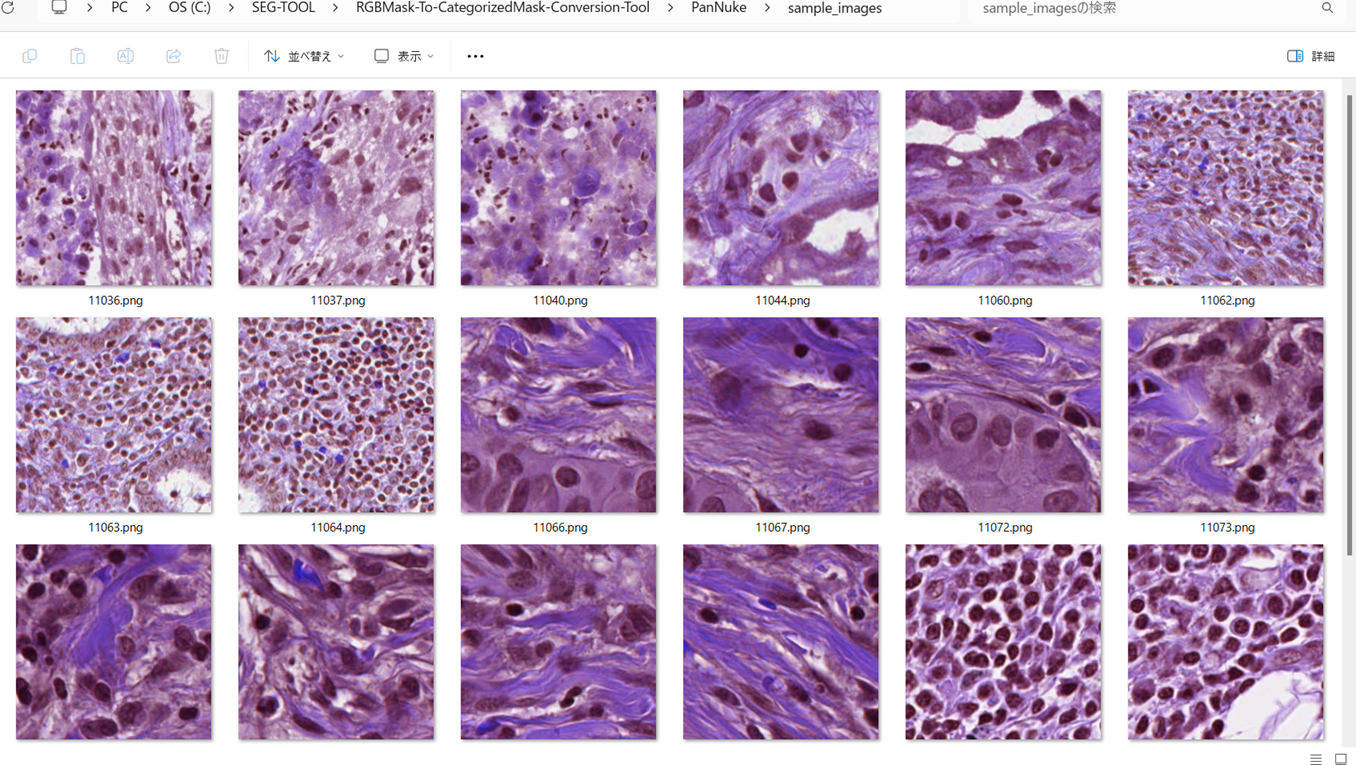 PC > OS (C:) > SEG-TOOL > RGBMask-To-CategorizedMask-Conversion-Tool > PanNuke > sample_images sample_imagesの検索
並べ替え 表示 ... 詳細
11036.png 11037.png 11040.png 11044.png 11060.png 11062.png
11063.png 11064.png 11066.png 11067.png 11072.png 11073.png